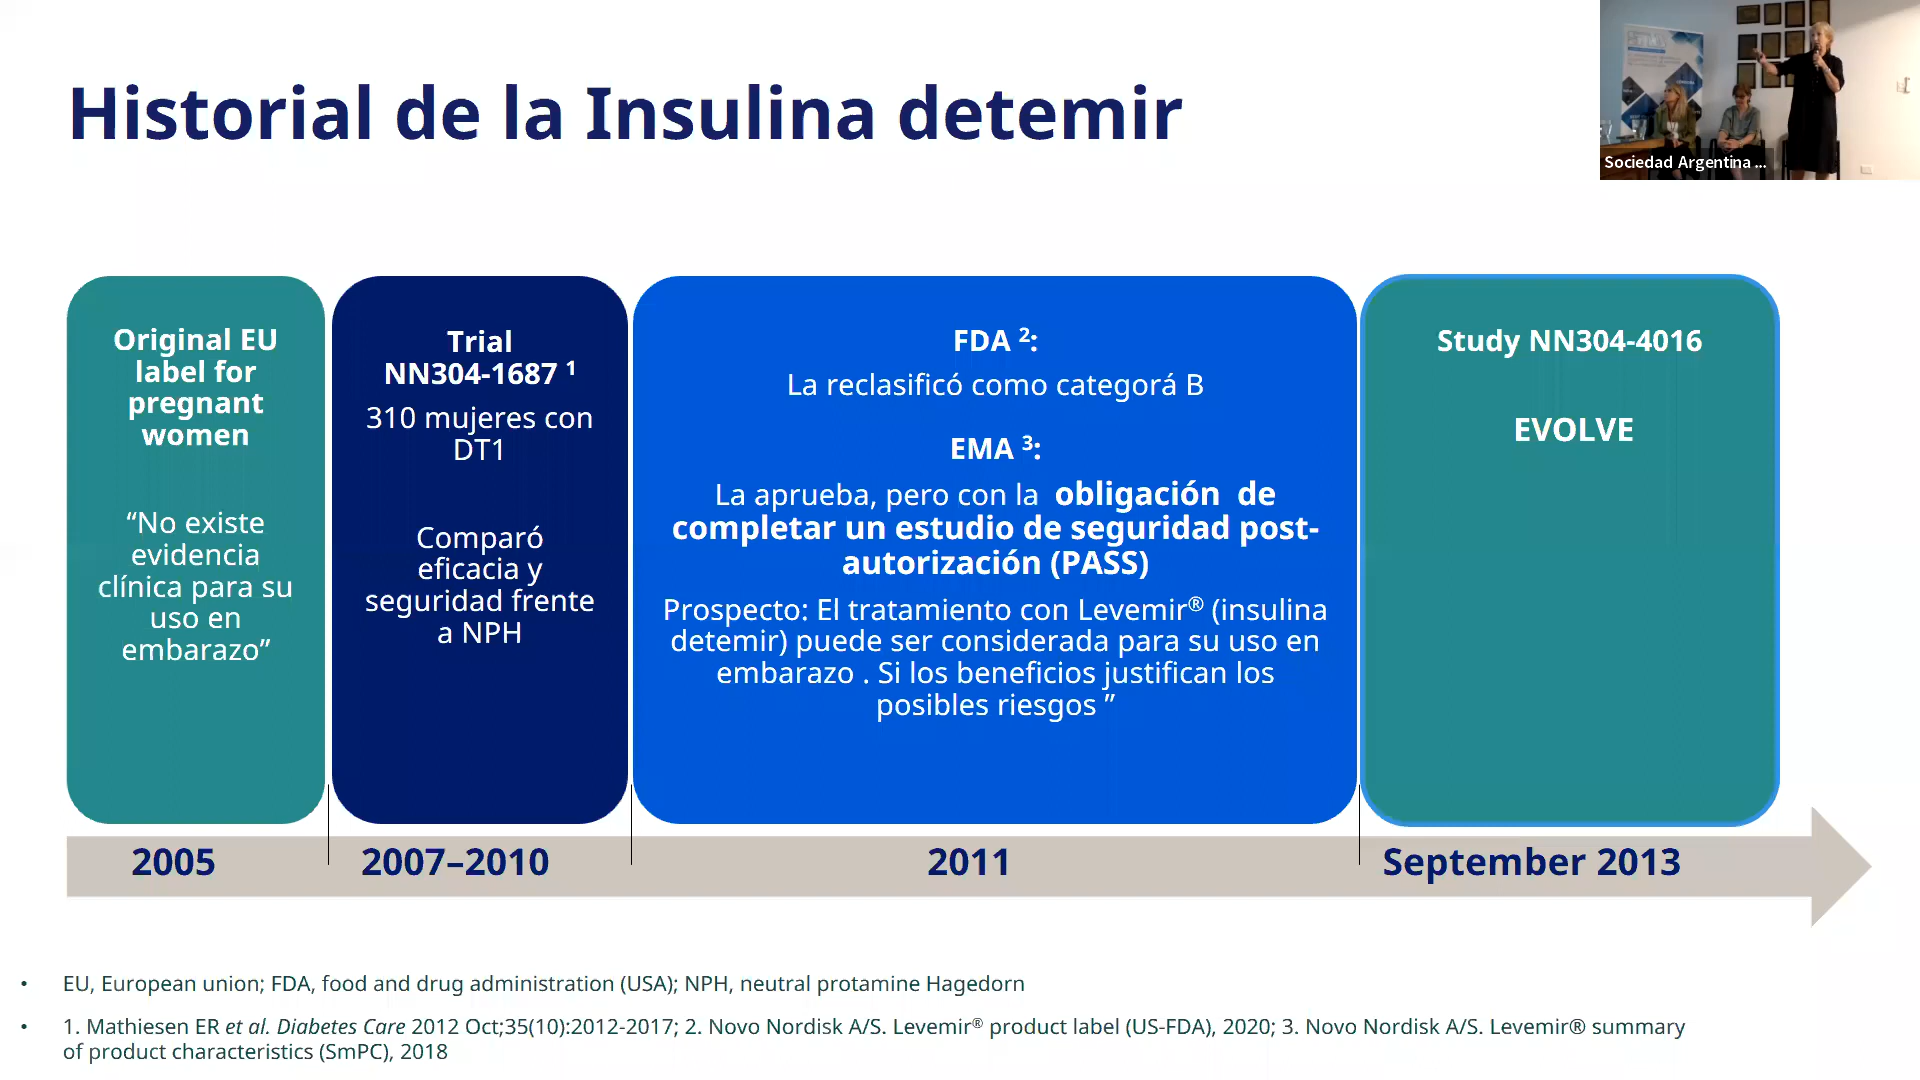 Historial de la Insulina detemir
Sociedad Argentina ...
Original EU
label for
pregnant
women
“No existe
evidencia
clínica para su
uso en
embarazo”
Trial
NN304-1687 ¹
310 mujeres con
DT1
Comparó
eficacia y
seguridad frente
a NPH
FDA ²:
La reclasificó como categorá B
EMA ³:
La aprueba, pero con la obligación de
completar un estudio de seguridad post-
autorización (PASS)
Prospecto: El tratamiento con Levemir® (insulina
detemir) puede ser considerada para su uso en
embarazo . Si los beneficios justifican los
posibles riesgos ”
Study NN304-4016
EVOLVE
2005
2007–2010
2011
September 2013
• EU, European union; FDA, food and drug administration (USA); NPH, neutral protamine Hagedorn
• 1. Mathiesen ER et al. Diabetes Care 2012 Oct;35(10):2012-2017; 2. Novo Nordisk A/S. Levemir® product label (US-FDA), 2020; 3. Novo Nordisk A/S. Levemir® summary
of product characteristics (SmPC), 2018